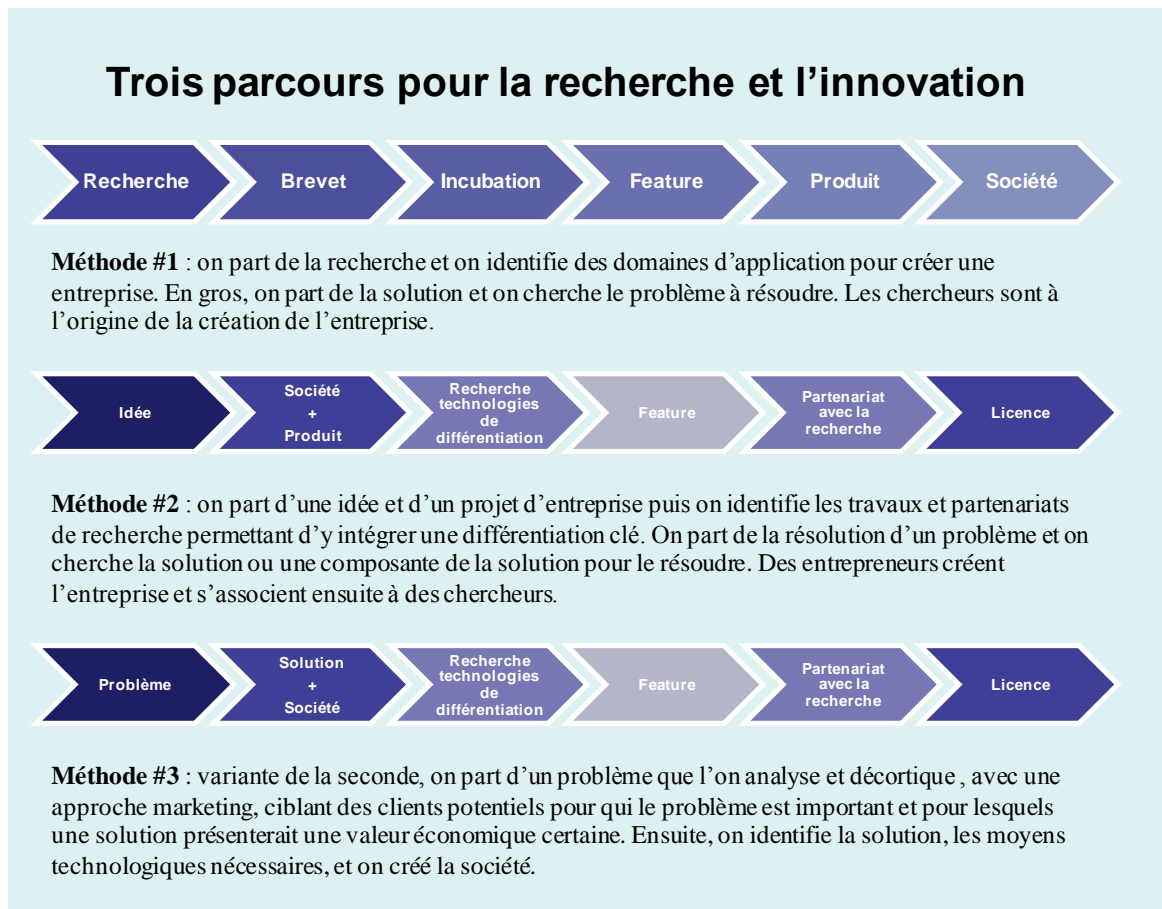 Trois parcours pour la recherche et l’innovation
Recherche
Brevet
Incubation
Feature
Produit
Société
Méthode #1 : on part de la recherche et on identifie des domaines d’application pour créer une
entreprise. En gros, on part de la solution et on cherche le problème à résoudre. Les chercheurs sont à
l’origine de la création de l’entreprise.
Idée
Société
+
Produit
Recherche
technologies
de
différentiation
Feature
Partenariat
avec la
recherche
Licence
Méthode #2 : on part d’une idée et d’un projet d’entreprise puis on identifie les travaux et partenariats
de recherche permettant d’y intégrer une différentiation clé. On part de la résolution d’un problème et on
cherche la solution ou une composante de la solution pour le résoudre. Des entrepreneurs créent
l’entreprise et s’associent ensuite à des chercheurs.
Problème
Solution
+
Société
Recherche
technologies
de
différentiation
Feature
Partenariat
avec la
recherche
Licence
Méthode #3 : variante de la seconde, on part d’un problème que l’on analyse et décortique , avec une
approche marketing, ciblant des clients potentiels pour qui le problème est important et pour lesquels
une solution présenterait une valeur économique certaine. Ensuite, on identifie la solution, les moyens
technologiques nécessaires, et on créé la société.